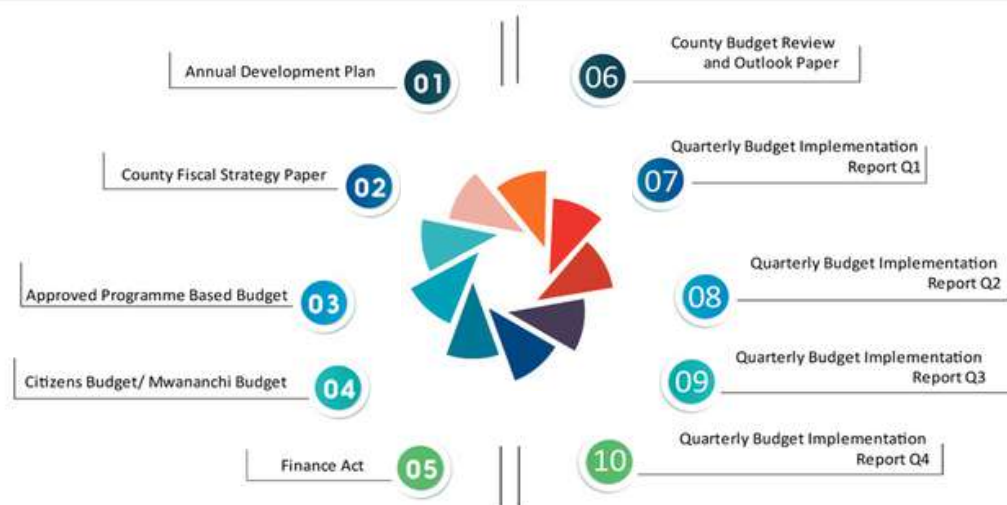 Annual Development Plan
01
County Fiscal Strategy Paper
02
Approved Programme Based Budget
03
Citizens Budget/ Mwananchi Budget
04
Finance Act
05
06
County Budget Review
and Outlook Paper
07
Quarterly Budget Implementation
Report Q1
08
Quarterly Budget Implementation
Report Q2
09
Quarterly Budget Implementation
Report Q3
10
Quarterly Budget Implementation
Report Q4